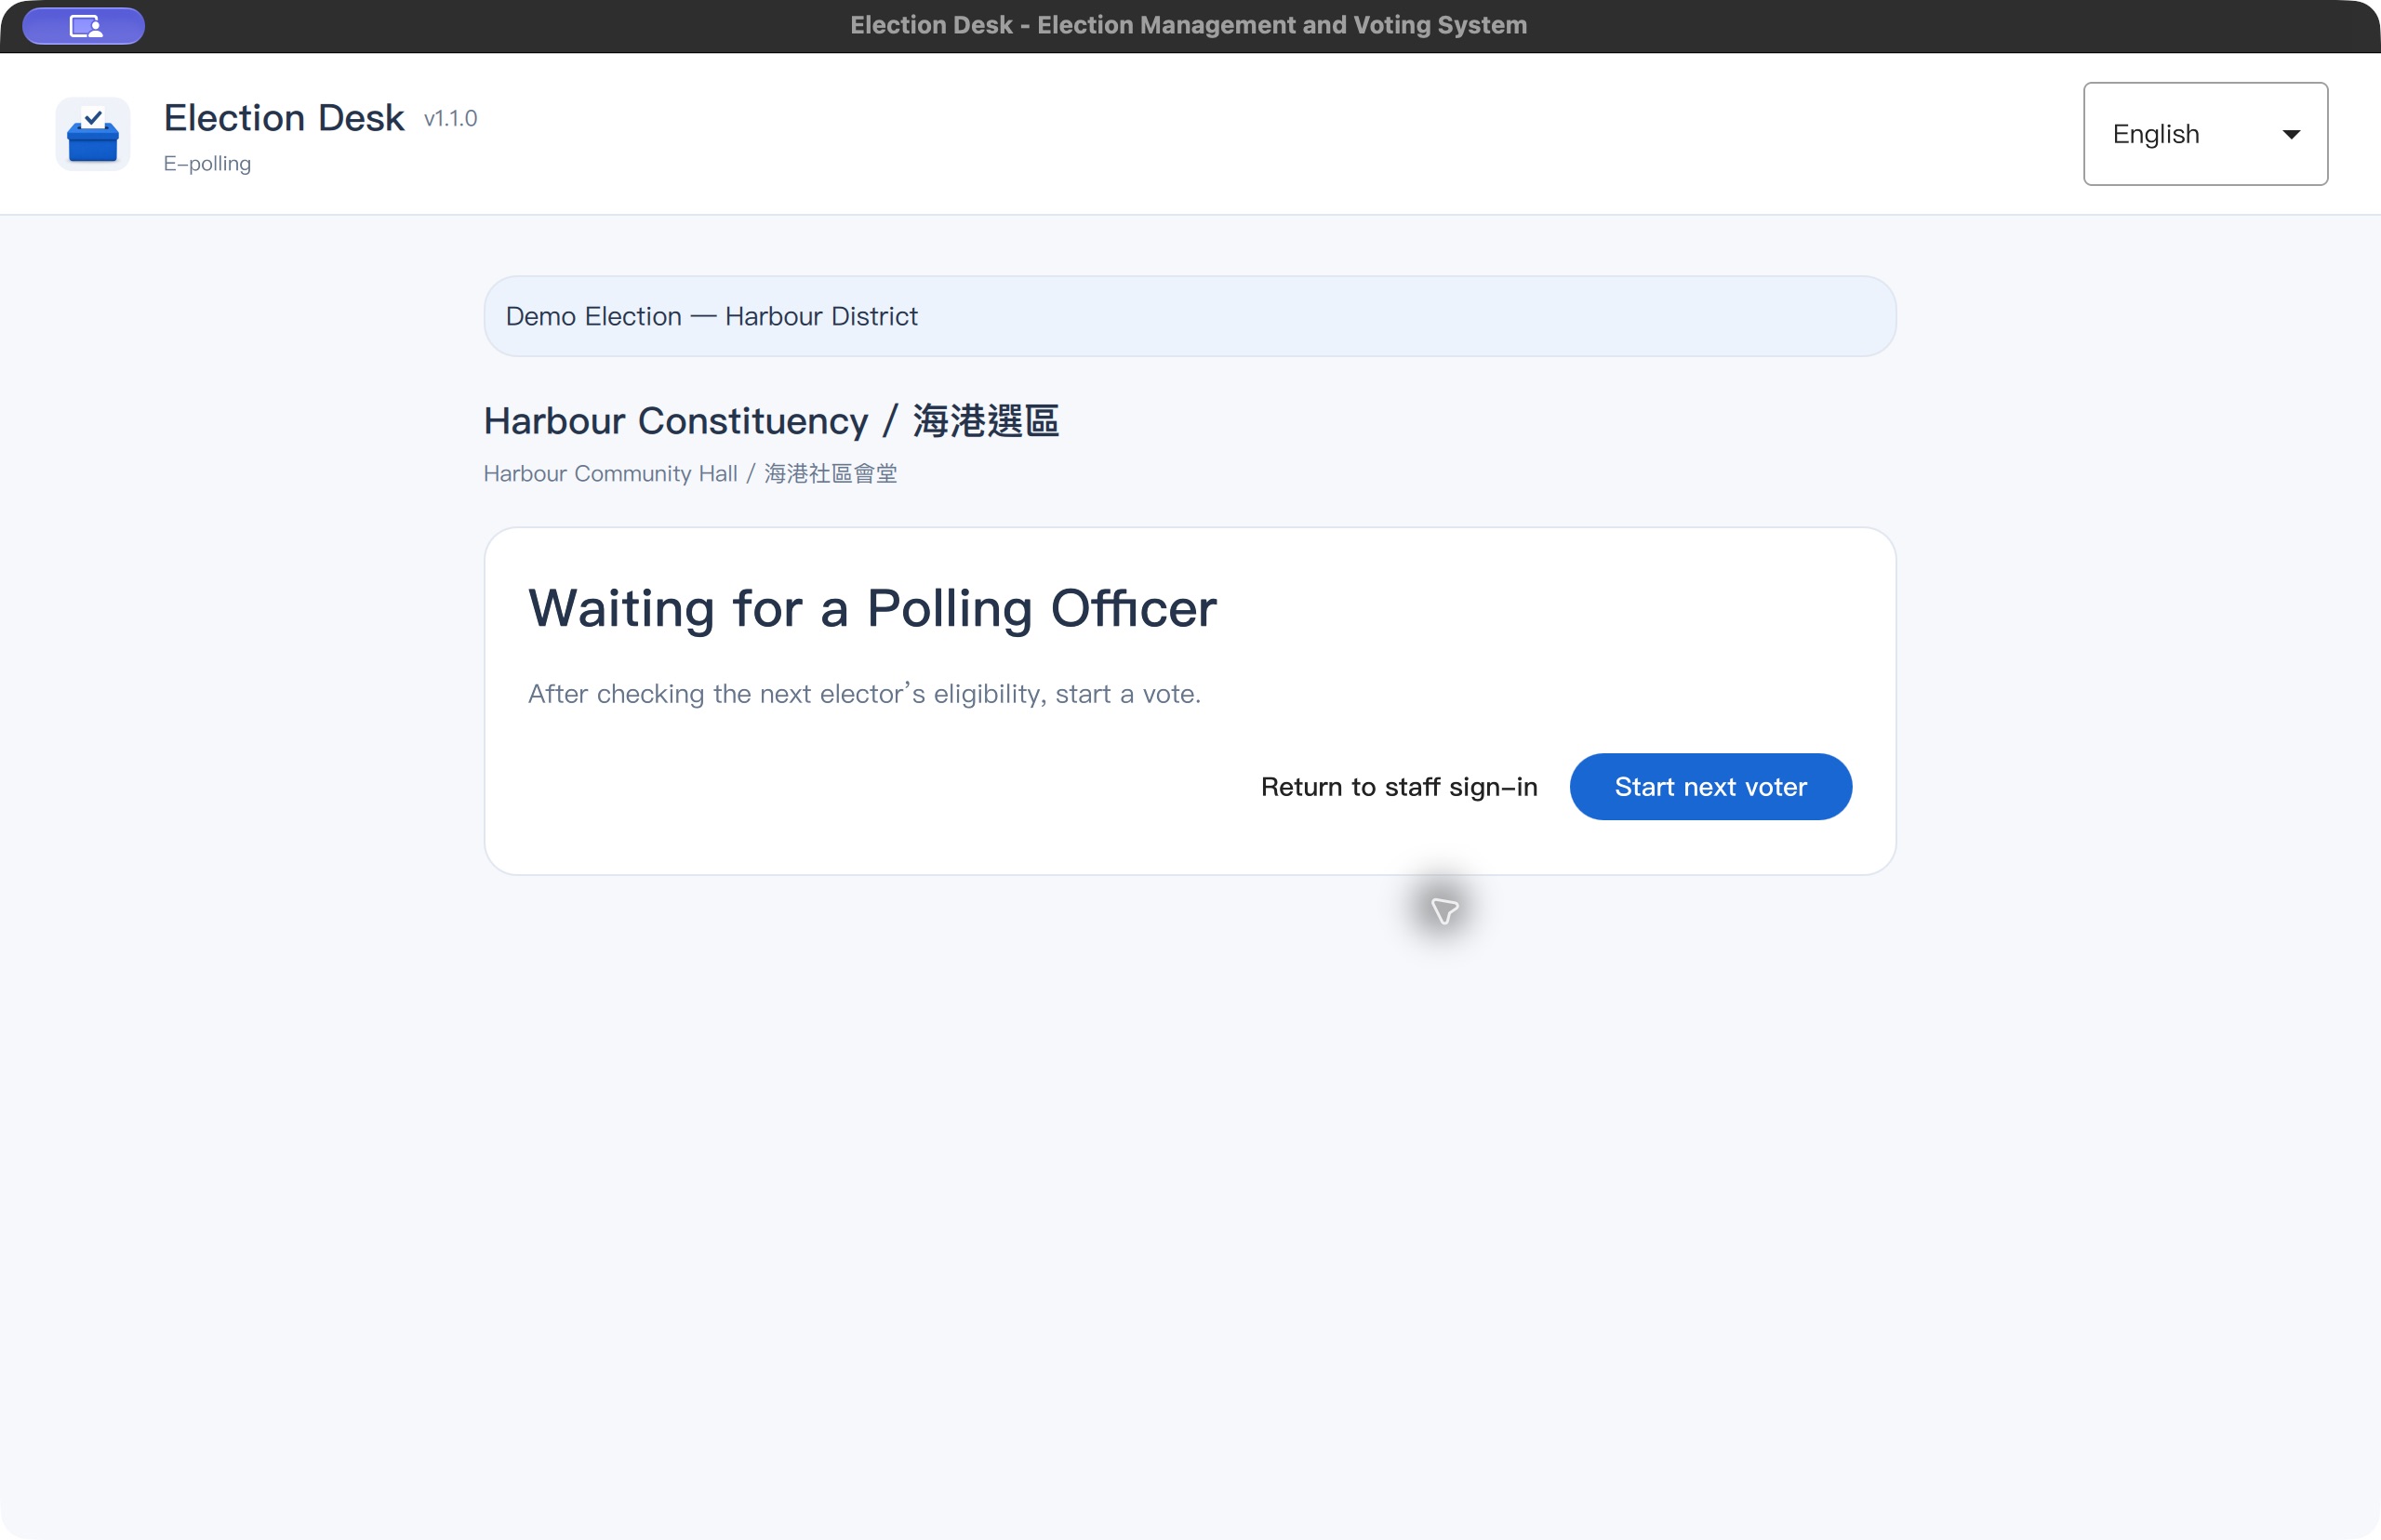 Election Desk - Election Management and Voting System
Election Desk v1.1.0
E-polling
English
Demo Election — Harbour District
Harbour Constituency / 海港選區
Harbour Community Hall / 海港社區會堂
Waiting for a Polling Officer
After checking the next elector’s eligibility, start a vote.
Return to staff sign-in
Start next voter